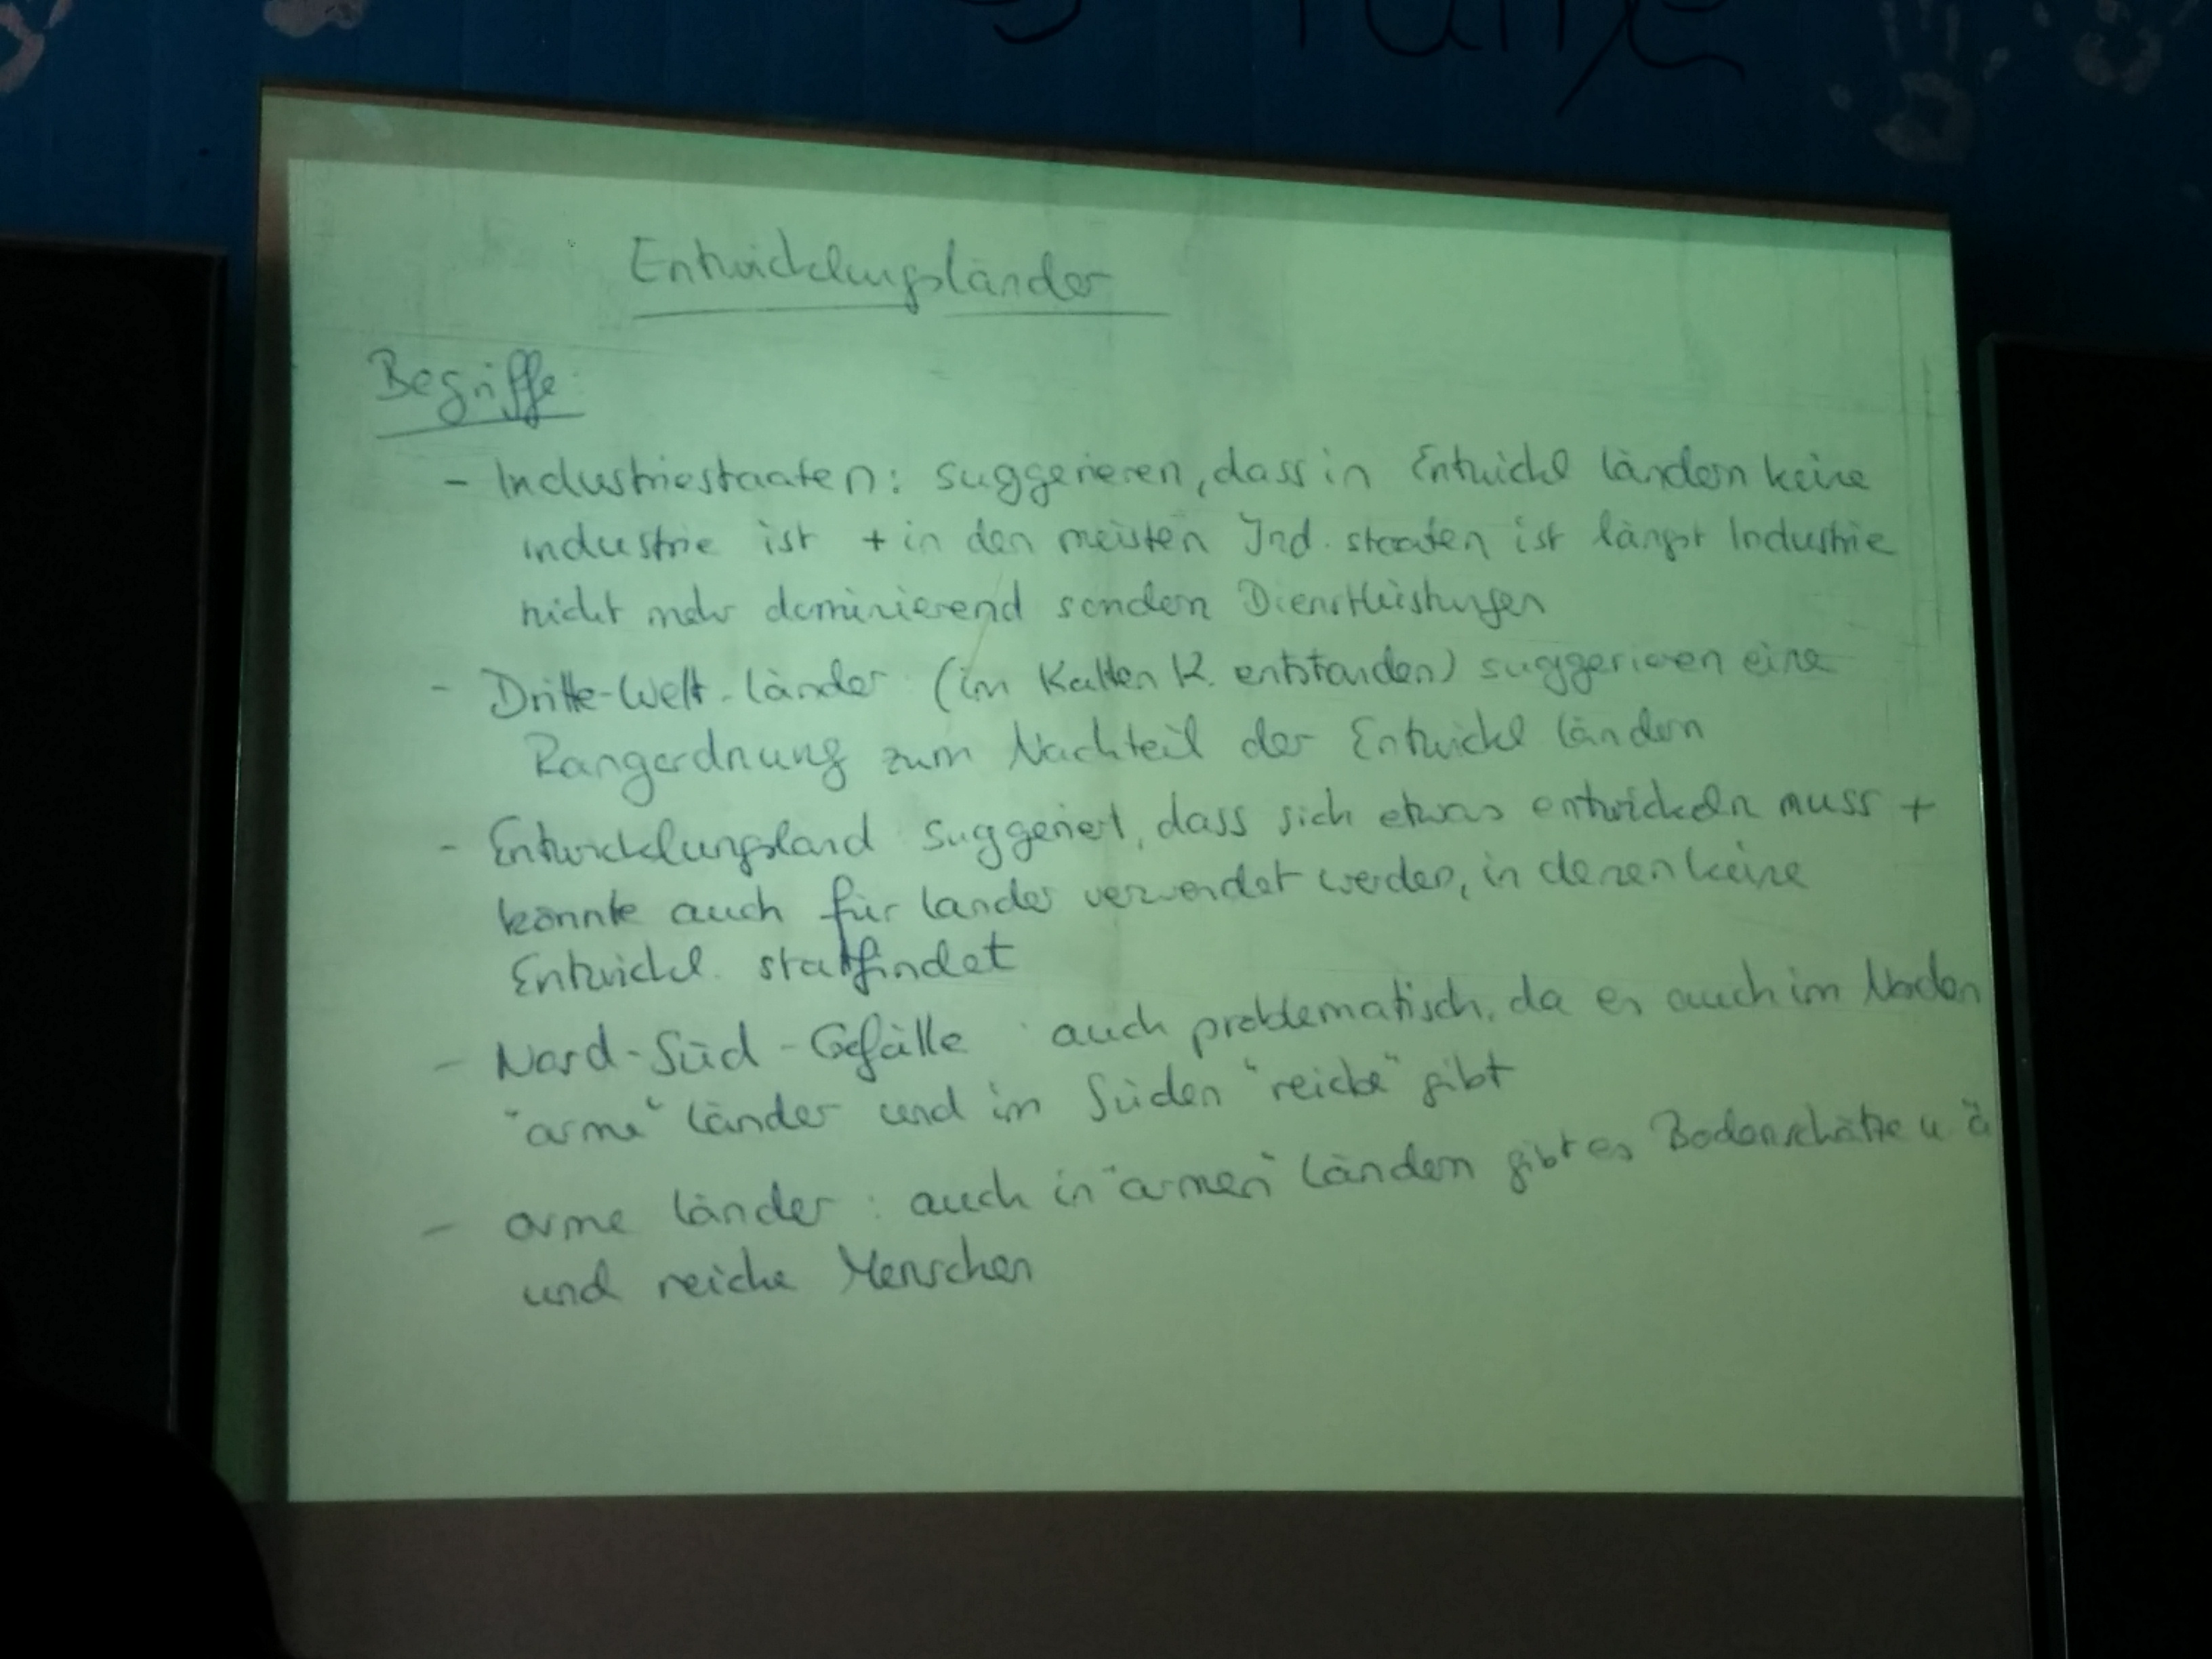 Entwicklungsländer
Begriffe:
- Industriestaaten: suggerieren, dass in Entwickl ländern keine
industrie ist + in den meisten Ind. staaten ist längst Industrie
nicht mehr dominierend sondern Dienstleistungen
- Dritte-Welt-länder (im Kalten K. entstanden) suggerieren eine
Rangordnung zum Nachteil der Entwickl ländern
- Entwicklungsland suggeriert, dass sich etwas entwickeln muss +
könnte auch für länder verwendet werden, in denen keine
Entwickl. stattfindet
- Nord-Süd-Gefälle : auch problematisch, da es auch im Norden
"arme" länder und im Süden "reiche" gibt
- arme länder : auch in "armen" ländern gibt es Bodenschätze u ä
und reiche Menschen